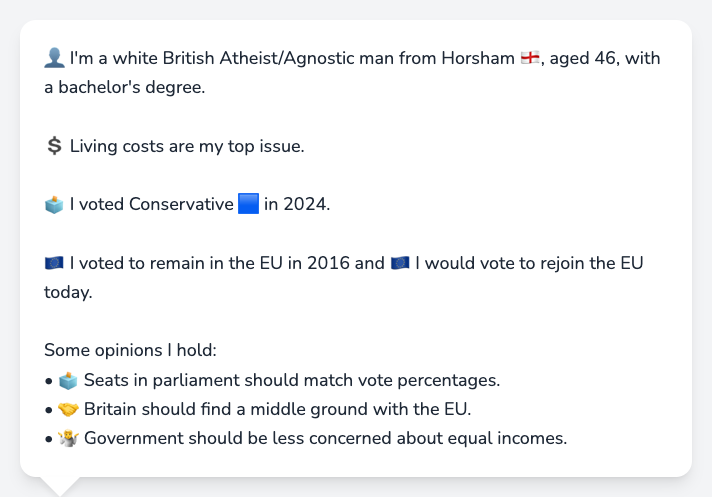 👤 I'm a white British Atheist/Agnostic man from Horsham 🏴󠁧󠁢󠁥󠁮󠁧󠁿, aged 46, with
a bachelor's degree.
💲 Living costs are my top issue.
🗳️ I voted Conservative 🟦 in 2024.
🇪🇺 I voted to remain in the EU in 2016 and 🇪🇺 I would vote to rejoin the EU
today.
Some opinions I hold:
• 🗳️ Seats in parliament should match vote percentages.
• 🤝 Britain should find a middle ground with the EU.
• 🤷 Government should be less concerned about equal incomes.